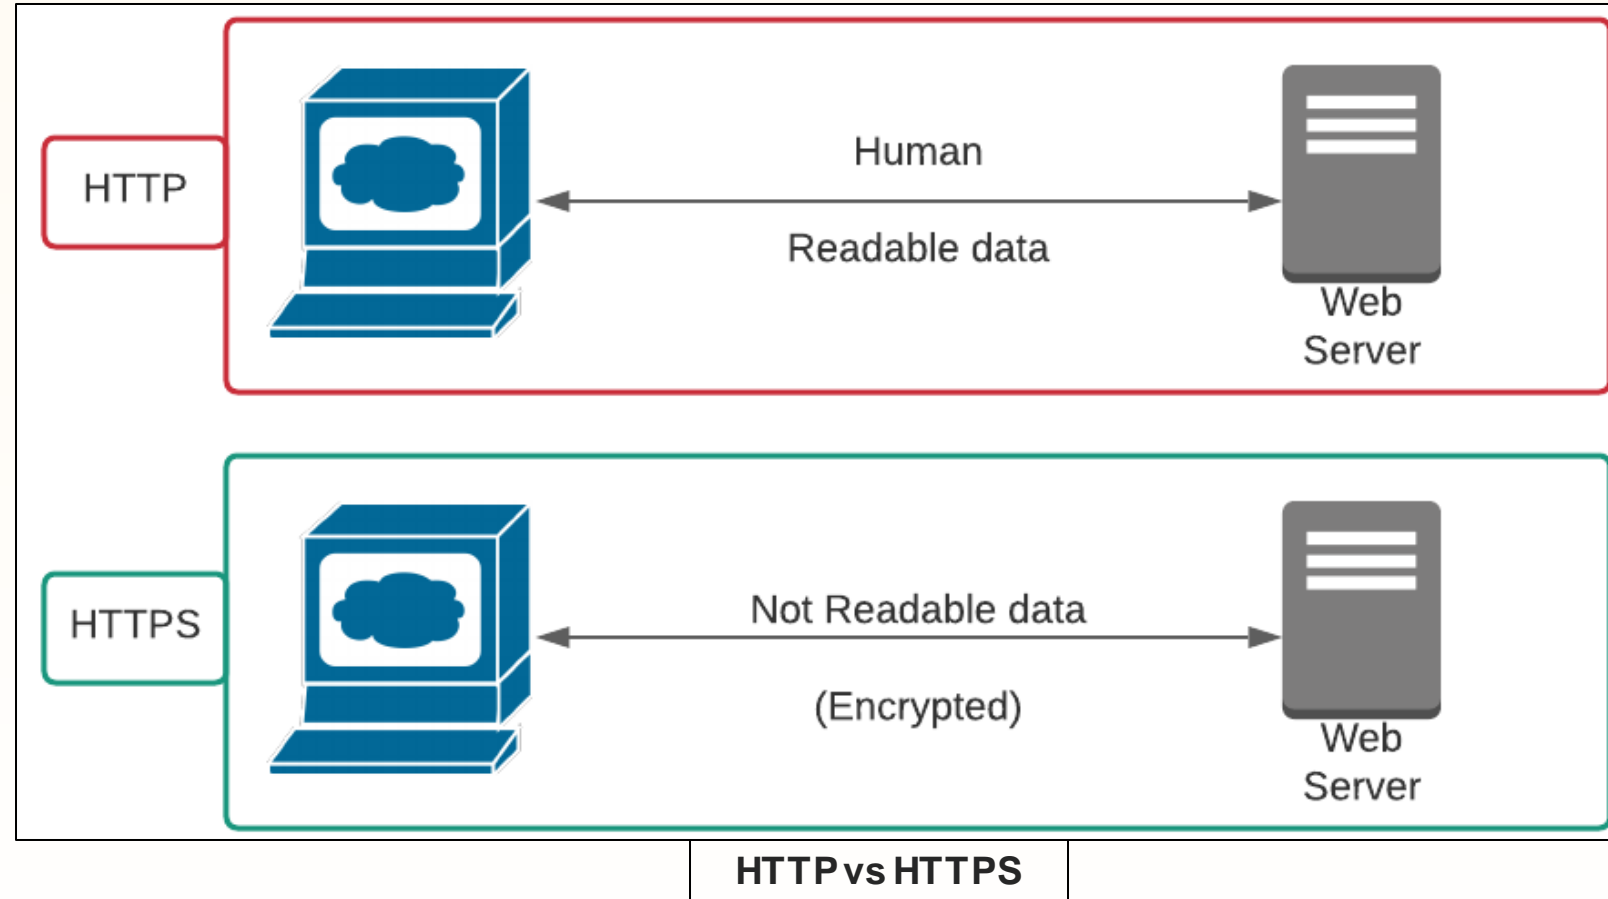 HTTP
Human
Readable data
Web
Server
HTTPS
Not Readable data
(Encrypted)
Web
Server
HTTP vs HTTPS